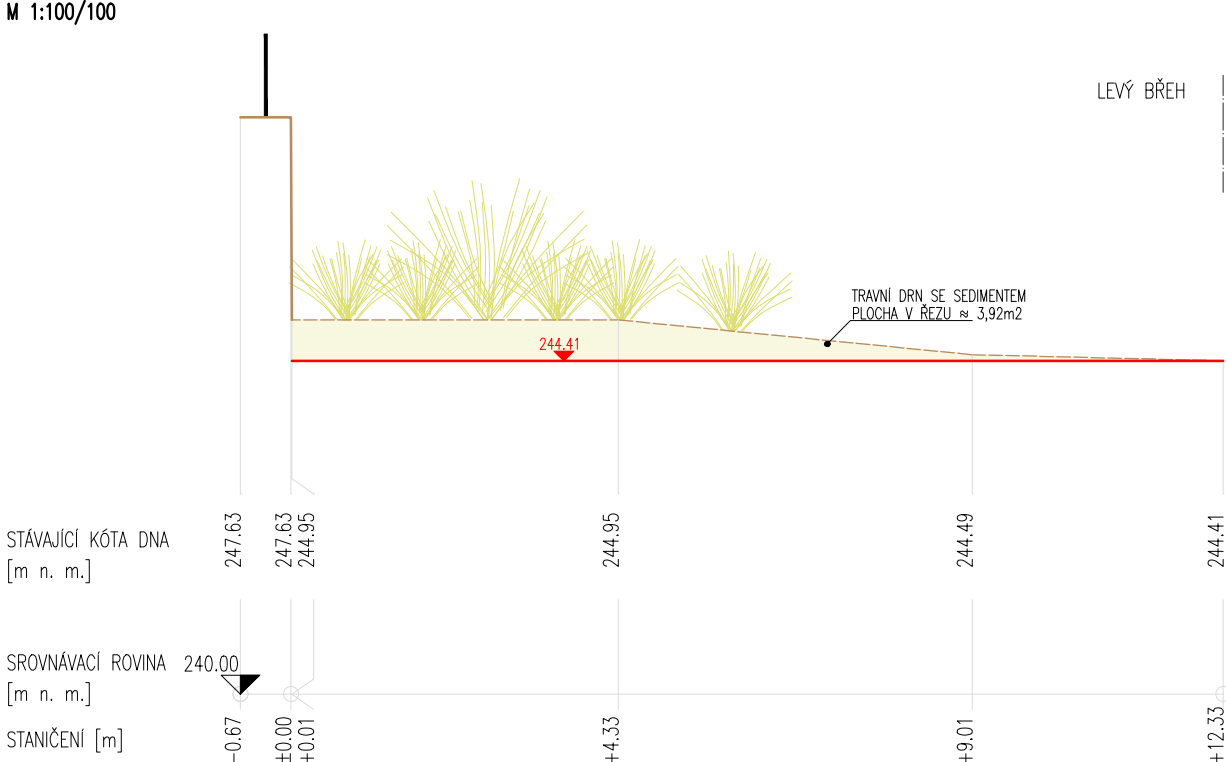 M 1:100/100
LEVÝ BŘEH
TRAVNÍ DRN SE SEDIMENTEM
PLOCHA V ŘEZU ≈ 3,92m2
244.41
STÁVAJÍCÍ KÓTA DNA
[m n. m.]
247.63
247.63
244.95
244.95
244.49
244.41
SROVNÁVACÍ ROVINA 240.00
[m n. m.]
STANIČENÍ [m]
-0.67
±0.00
+0.01
+4.33
+9.01
+12.33